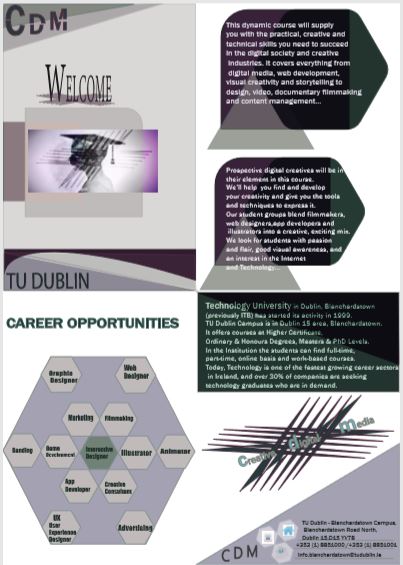 CDM
WELCOME
TU DUBLIN
This dynamic course will supply
you with the practical, creative and
technical skills you need to succeed
in the digital society and creative
industries. It covers everything from
digital media, web development,
visual creativity and storytelling to
design, video, documentary filmmaking
and content management...
Prospective digital creatives will be in
their element in this course.
We'll help you find and develop
your creativity and give you the tools
and techniques to express it.
Our student groups blend filmmakers,
web designers,app developers and
illustrators into a creative, exciting mix.
We look for students with passion
and flair, good visual awareness, and
an interest in the Internet
and Technology...
CAREER OPPORTUNITIES
Graphic
Designer
Web
Designer
Marketing
Filmmaking
Game
Development
Interactive
Designer
Illustrator
Animator
App
Developer
Creative
Consultant
UX
User
Experience
Designer
Advertising
Technology University in Dublin, Blanchardstown
(previously ITB) has started its activity in 1999.
TU Dublin Campus is in Dublin 15 area, Blanchardstown.
It offers courses at Higher Certificate,
Ordinary & Honours Degrees, Masters & PhD Levels.
In the Institution the students can find full-time,
part-time, online basis and work-based courses.
Today, Technology is one of the fastest growing career sectors
in Ireland, and over 30% of companies are seeking
technology graduates who are in demand.
Creative digital media
TU Dublin - Blanchardstown Campus,
Blanchardstown Road North,
Dublin 15,D15 YV78
+353 (1) 8851000/+353 (1) 8851001
info.blanchardstown@tudublin.ie
CDM